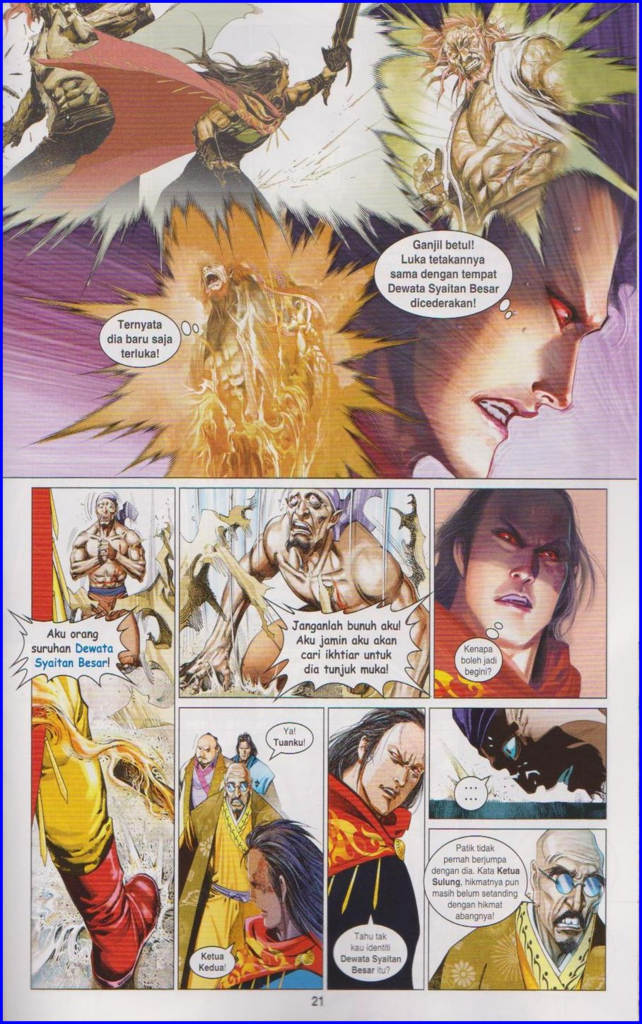 Ganjil betul!
Luka tetakannya
sama dengan tempat
Dewata Syaitan Besar
dicederakan!
Ternyata
dia baru saja
terluka!
Aku orang
suruhan Dewata
Syaitan Besar!
Janganlah bunuh aku!
Aku jamin aku akan
cari ikhtiar untuk
dia tunjuk muka!
Kenapa
boleh jadi
begini?
Ya!
Tuanku!
Ketua
Kedua!
Tahu tak
kau identiti
Dewata Syaitan
Besar itu?
...
...
Patik tidak
pernah berjumpa
dengan dia. Kata Ketua
Sulung, hikmatnya pun
masih belum setanding
dengan hikmat
abangnya!
21